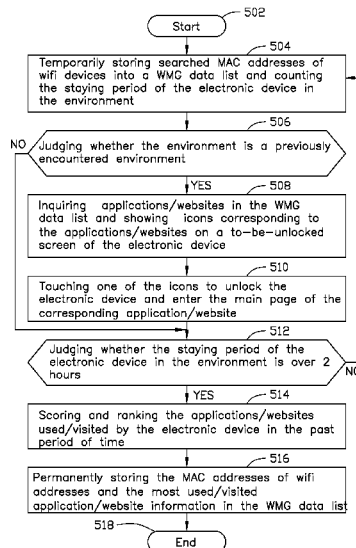 502
Start
504
Temporarily storing searched MAC addresses of
wifi devices into a WMG data list and counting
the staying period of the electronic device in
the environment
506
NO
Judging whether the environment is a previously
encountered environment
YES
508
Inquiring applications/websites in the WMG
data list and showing icons corresponding to
the applications/websites on a to-be-unlocked
screen of the electronic device
510
Touching one of the icons to unlock the
electronic device and enter the main page of the
corresponding application/website
512
Judging whether the staying period of the
electronic device in the environment is over 2
hours
NO
YES
514
Scoring and ranking the applications/websites
used/visited by the electronic device in the past
period of time
516
Permanently storing the MAC addresses of wifi
addresses and the most used/visited
application/website information in the WMG data
list
518
End